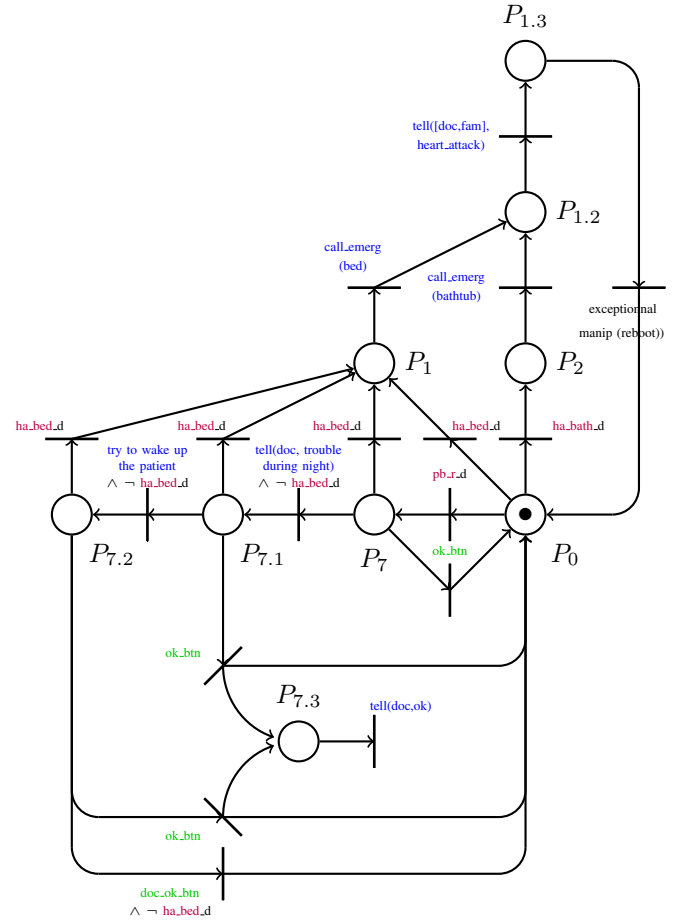 P1.3
tell([doc,fam],
heart_attack)
P1.2
call_emerg
(bed)
call_emerg
(bathtub)
exceptionnal
manip (reboot))
P1
P2
ha_bed_d
ha_bed_d
ha_bed_d
ha_bed_d
ha_bath_d
try to wake up
the patient
∧ ¬ ha_bed_d
tell(doc, trouble
during night)
∧ ¬ ha_bed_d
pb_r_d
P7.2
P7.1
P7
ok_btn
P0
ok_btn
P7.3
tell(doc,ok)
ok_btn
doc_ok_btn
∧ ¬ ha_bed_d